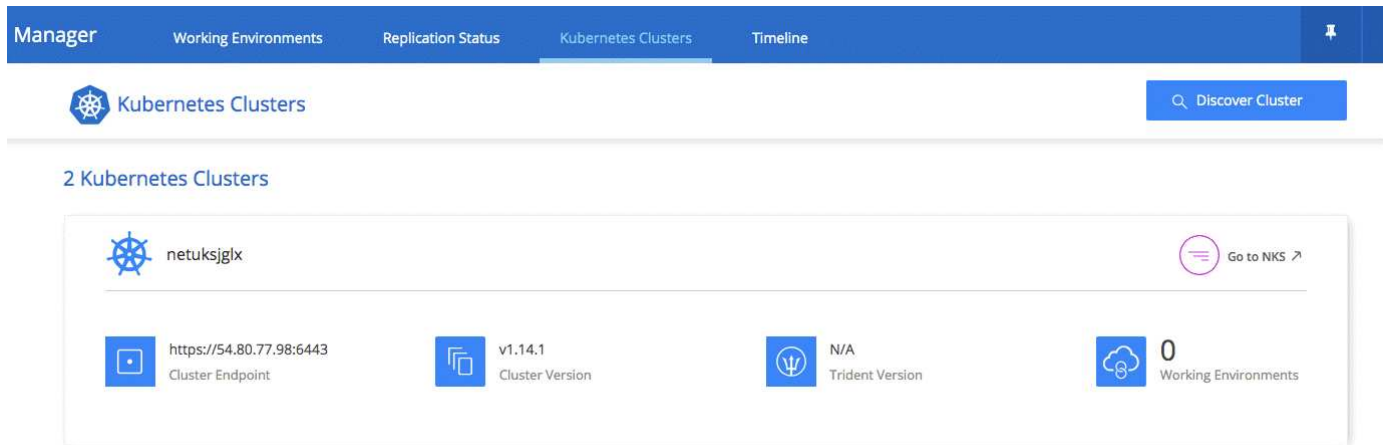 Manager
Working Environments
Replication Status
Kubernetes Clusters
Timeline
Kubernetes Clusters
Discover Cluster
2 Kubernetes Clusters
netuksjglx
Go to NKS
https://54.80.77.98:6443
Cluster Endpoint
v1.14.1
Cluster Version
N/A
Trident Version
0
Working Environments